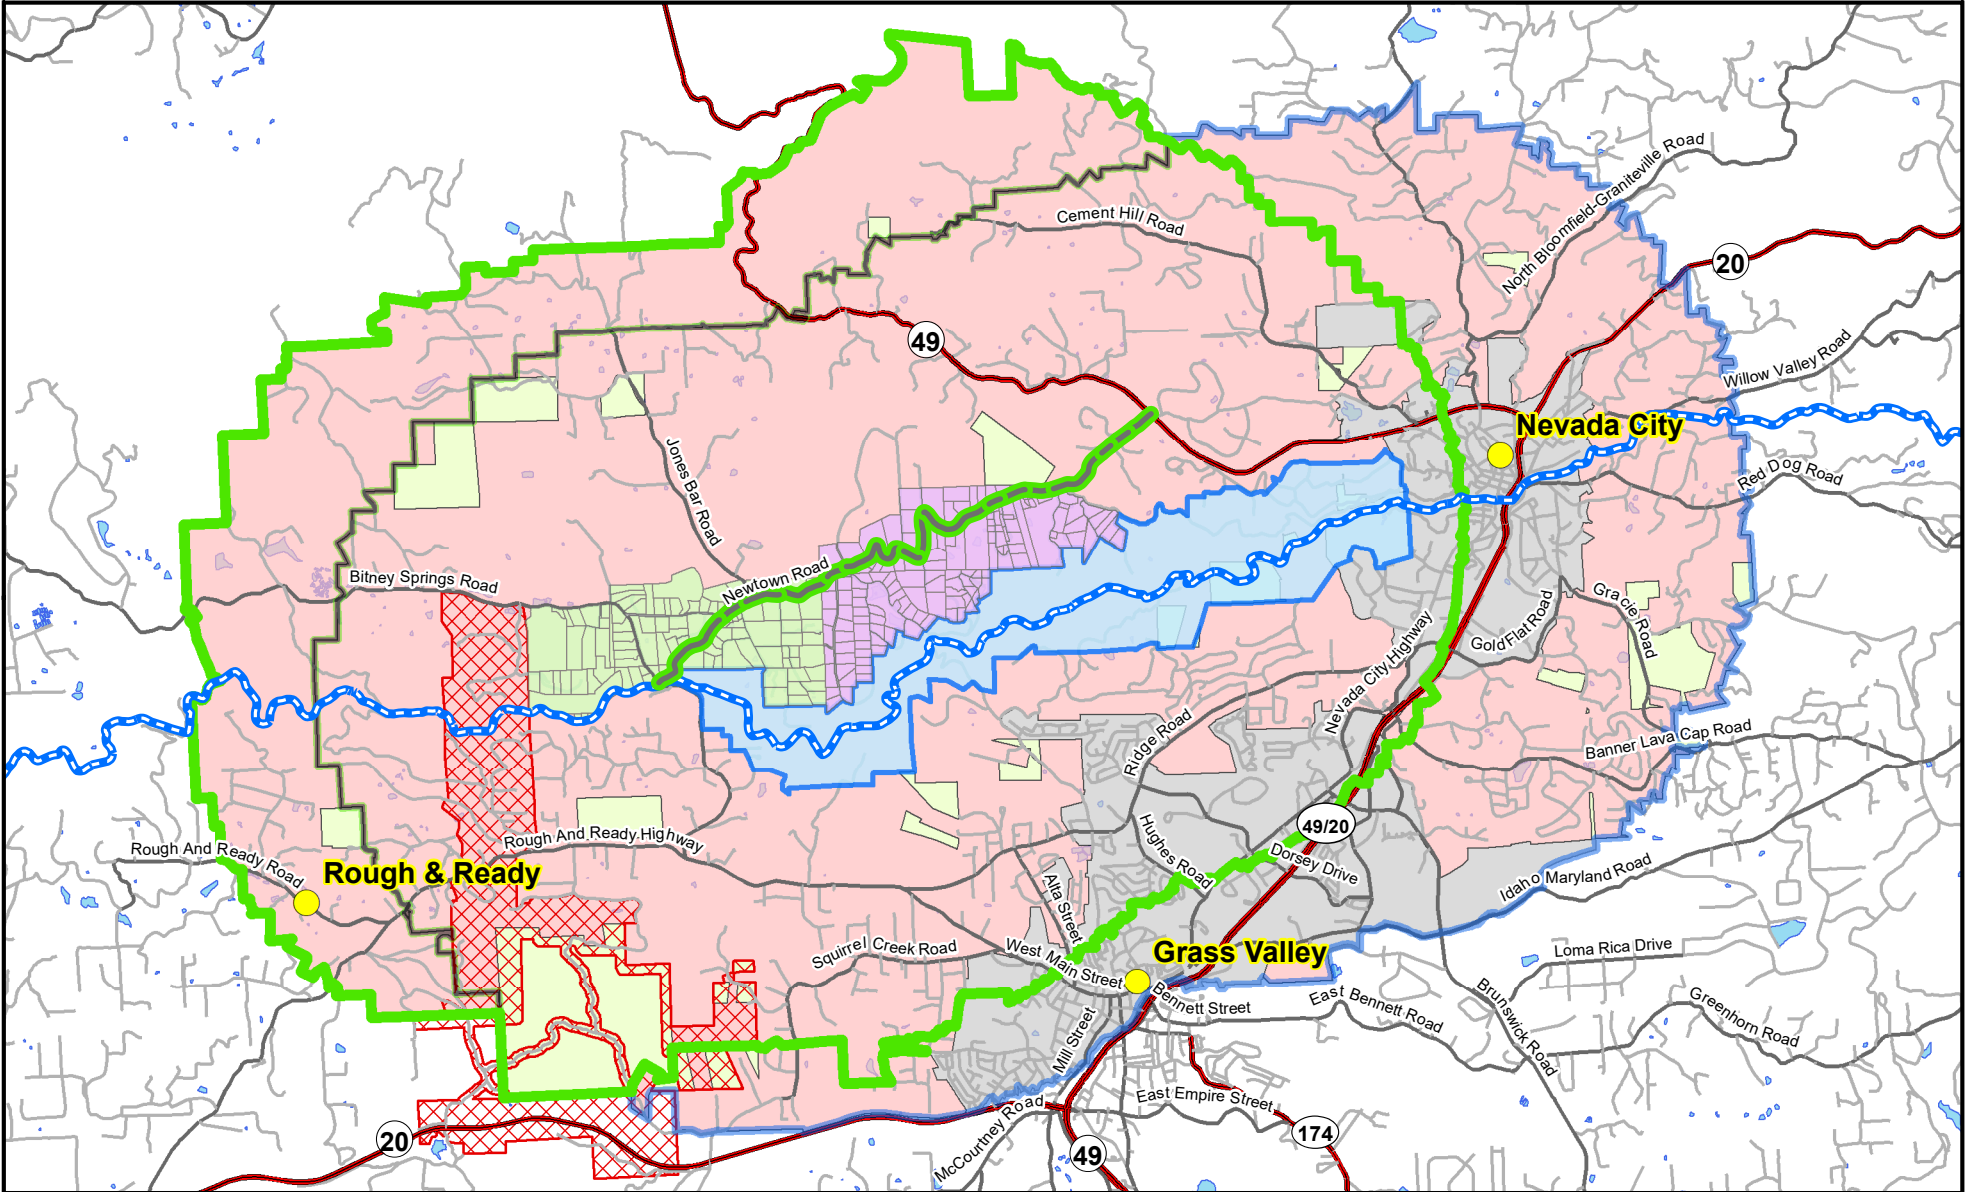 North Bloomfield-Graniteville Road
Cement Hill Road
20
49
Willow Valley Road
Nevada City
Red Dog Road
Jones Bar Road
Newtown Road
Bitney Springs Road
Gracie Road
Gold Flat Road
Nevada City Highway
Ridge Road
Banner Lava Cap Road
49/20
Rough And Ready Highway
Rough And Ready Road
Rough & Ready
Hughes Road
Dorsey Drive
Idaho Maryland Road
Alta Street
Squirrel Creek Road
West Main Street
Grass Valley
Loma Rica Drive
Bennett Street
East Bennett Road
Brunswick Road
Greenhorn Road
Mill Street
East Empire Street
McCourtney Road
20
174
49